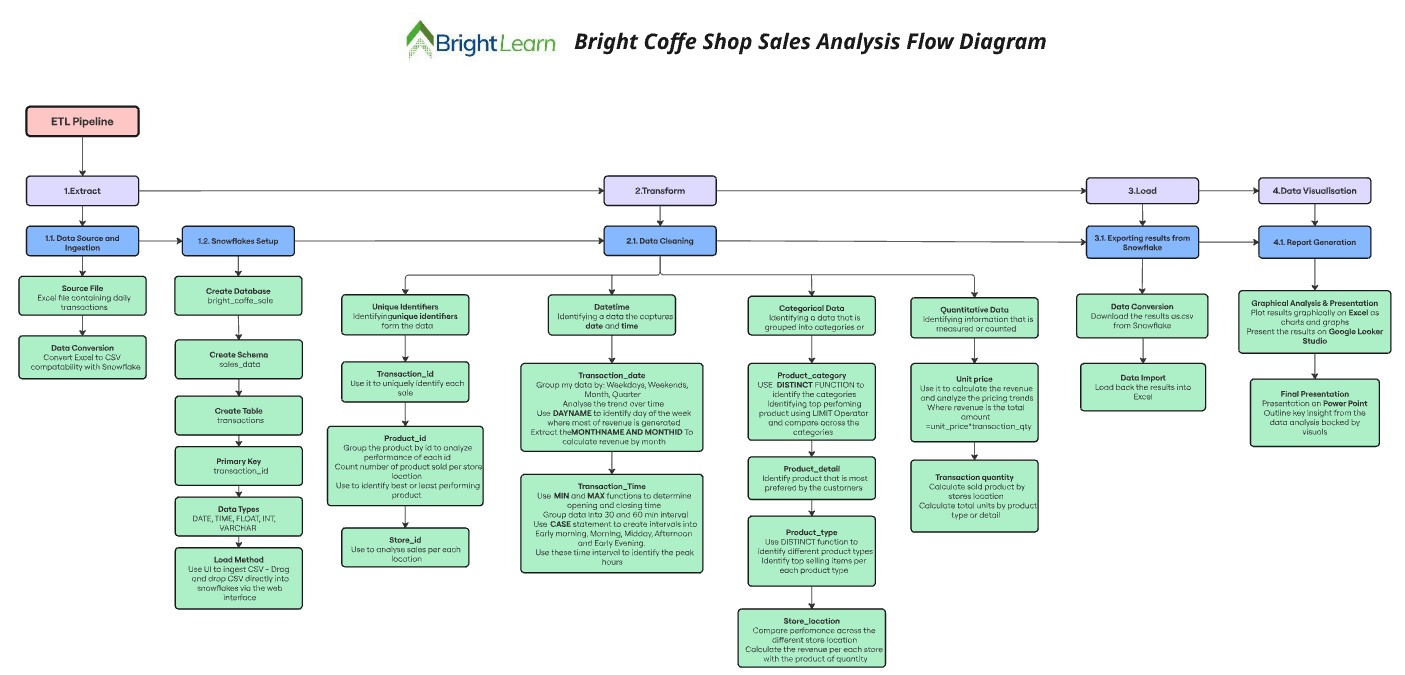 BrightLearn
Bright Coffe Shop Sales Analysis Flow Diagram
ETL Pipeline
1.Extract
2.Transform
3.Load
4.Data Visualisation
1.1. Data Source and
Ingestion
1.2. Snowflakes Setup
2.1. Data Cleaning
3.1. Exporting results from
Snowflake
4.1. Report Generation
Source File
Excel file containing daily
transactions
Data Conversion
Convert Excel to CSV
compatability with Snowflake
Create Database
bright_coffe_sale
Create Schema
sales_data
Create Table
transactions
Primary Key
transaction_id
Data Types
DATE, TIME, FLOAT, INT,
VARCHAR
Load Method
Use UI to ingest CSV - Drag
and drop CSV directly into
snowflakes via the web
interface
Unique Identifiers
Identifyingunique identifiers
form the data
Transaction_id
Use it to uniquely identify each
sale
Product_id
Group the product by id to analyze
performance of each id
Count number of product sold per store
location
Use to identify best or least performing
product
Store_id
Use to analyse sales per each
location
Datetime
Identifying a data the captures
date and time
Transaction_date
Group my data by: Weekdays, Weekends,
Month, Quarter
Analyse the trend over time
Use DAYNAME to identify day of the week
where most of revenue is generated
Extract theMONTHNAME AND MONTHID To
calculate revenue by month
Transaction_Time
Use MIN and MAX functions to determine
opening and closing time
Group data into 30 and 60 min interval
Use CASE statement to create intervals into
Early morning, Morning, Midday, Afternoon
and Early Evening.
Use these time interval to identify the peak
hours
Categorical Data
Identifying a data that is
grouped into categories or
Product_category
USE DISTINCT FUNCTION to
identify the categories
Identifying top perfoming
product using LIMIT Operator
and compare across the
categories
Product_detail
Identify product that is most
prefered by the customers
Product_type
Use DISTINCT function to
identify different product types
Identify top selling items per
each product type
Store_location
Compare perfomance across the
different store location
Calculate the revenue per each store
with the product of quantity
Quantitative Data
Identifying information that is
measured or counted
Unit price
Use it to calculate the revenue
and analyze the pricing trends
Where revenue is the total
amount
=unit_price*transaction_qty
Transaction quantity
Calculate sold product by
stores location
Calculate total units by product
type or detail
Data Conversion
Download the results as.csv
from Snowflake
Data Import
Load back the results into
Excel
Graphical Analysis & Presentation
Plot results graphically on Excel as
charts and graphs
Present the results on Google Looker
Studio
Final Presentation
Presentation on Power Point
Outline key insight from the
data analysis backed by
visuals